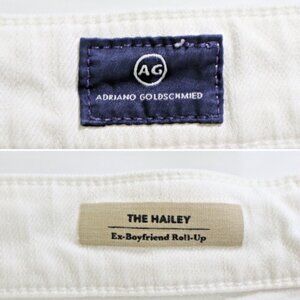 AG
ADRIANO GOLDSCHMIED
THE HAILEY
Ex-Boyfriend Roll-Up